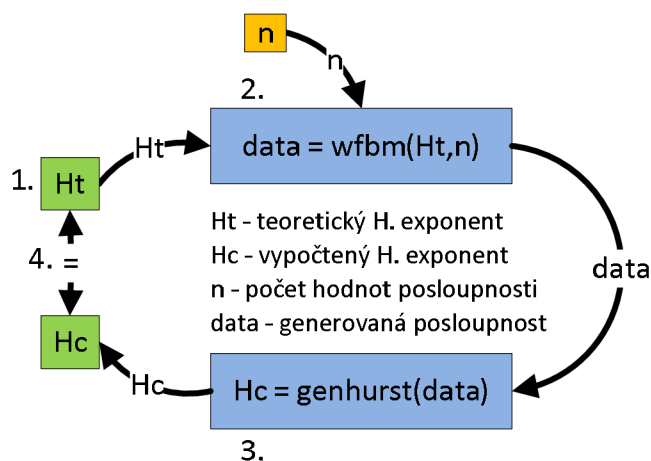 n
n
2.
data = wfbm(Ht,n)
Ht
1.
Ht
Ht - teoretický H. exponent
Hc - vypočtený H. exponent
n - počet hodnot posloupnosti
data - generovaná posloupnost
data
4. =
Hc
Hc
Hc = genhurst(data)
3.